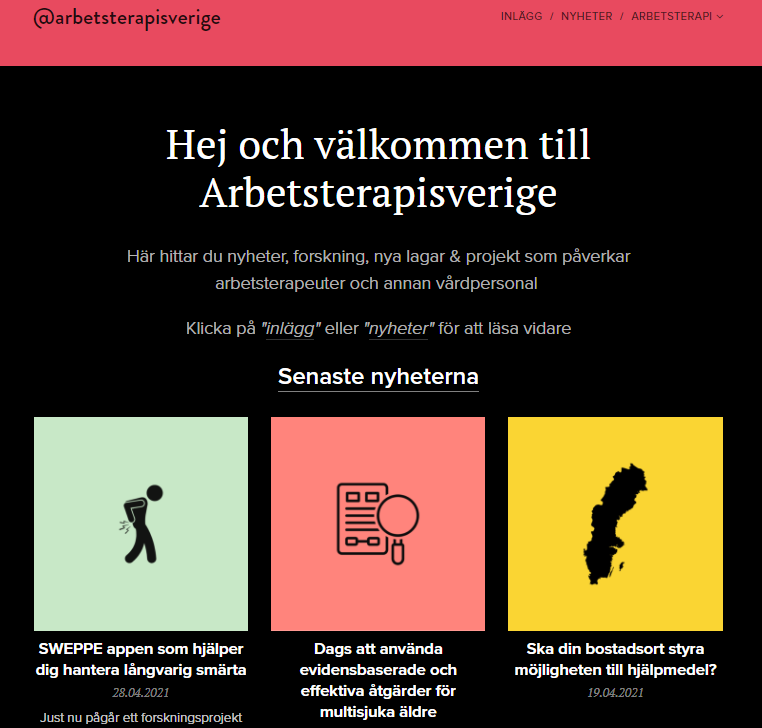 @arbetsterapisverige
INLÄGG / NYHETER / ARBETSTERAPI
Hej och välkommen till
Arbetsterapisverige
Här hittar du nyheter, forskning, nya lagar & projekt som påverkar
arbetsterapeuter och annan vårdpersonal
Klicka på "inlägg" eller "nyheter" för att läsa vidare
Senaste nyheterna
SWEPPE appen som hjälper
dig hantera långvarig smärta
28.04.2021
Just nu pågår ett forskningsprojekt
Dags att använda
evidensbaserade och
effektiva åtgärder för
multisjuka äldre
Ska din bostadsort styra
möjligheten till hjälpmedel?
19.04.2021